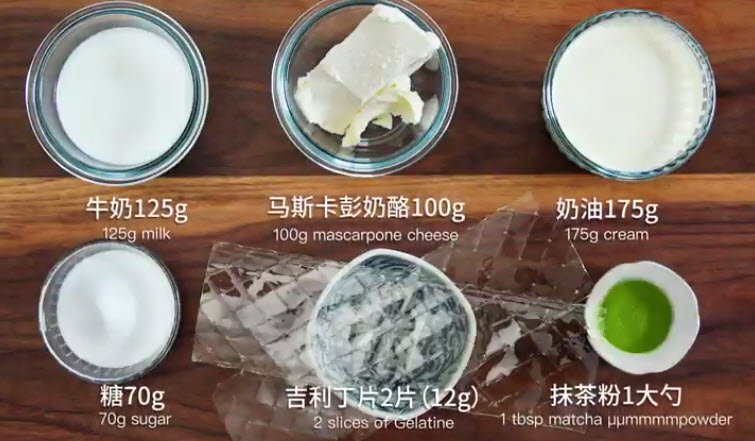 牛奶125g
125g milk
马斯卡彭奶酪100g
100g mascarpone cheese
奶油175g
175g cream
糖70g
70g sugar
吉利丁片2片(12g)
2 slices of Gelatine
抹茶粉1大勺
1 tbsp matcha µµmmmmpowder